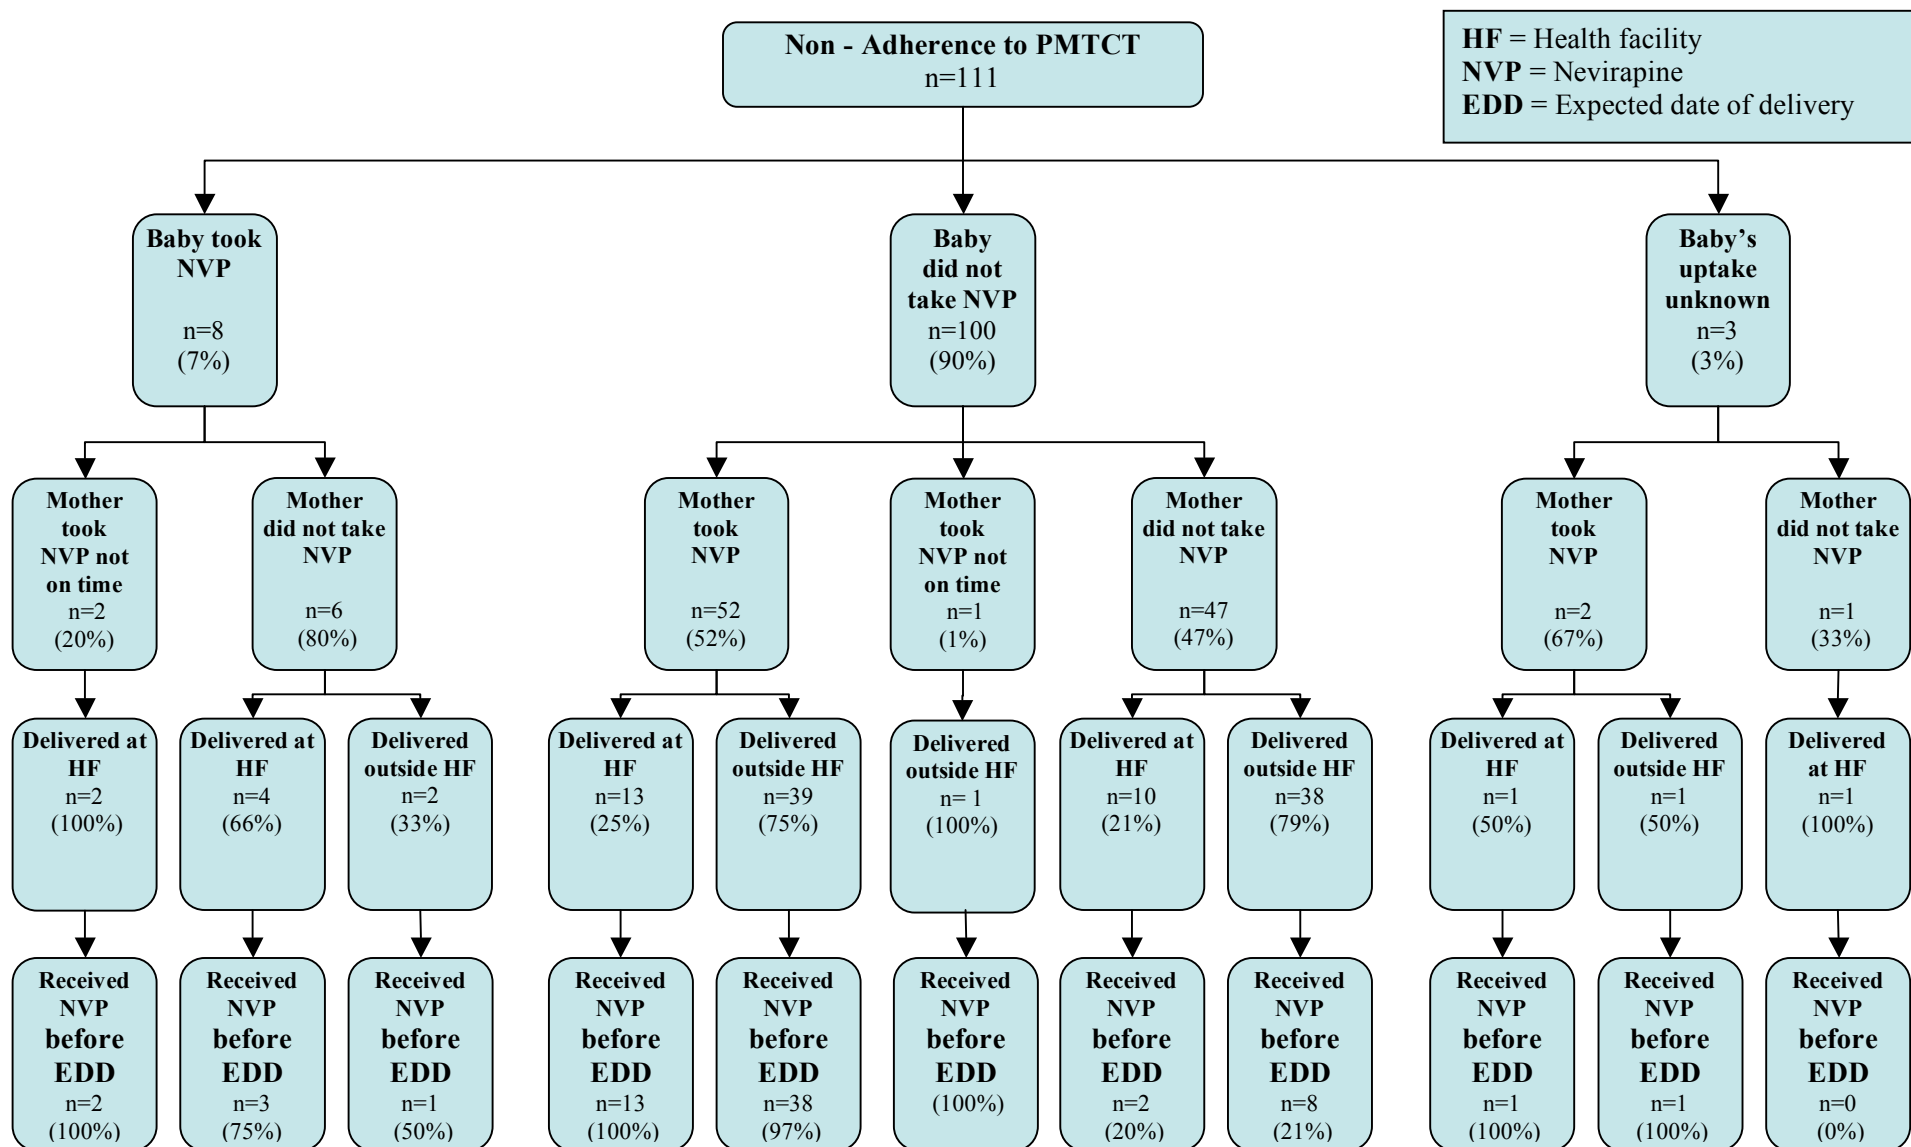 Non - Adherence to PMTCT
n=111
HF = Health facility
NVP = Nevirapine
EDD = Expected date of delivery
Baby took
NVP
n=8
(7%)
Baby
did not
take NVP
n=100
(90%)
Baby’s
uptake
unknown
n=3
(3%)
Mother
took
NVP not
on time
n=2
(20%)
Mother
did not take
NVP
n=6
(80%)
Mother
took
NVP
n=52
(52%)
Mother
took
NVP not
on time
n=1
(1%)
Mother
did not take
NVP
n=47
(47%)
Mother
took
NVP
n=2
(67%)
Mother
did not take
NVP
n=1
(33%)
Delivered at
HF
n=2
(100%)
Delivered at
HF
n=4
(66%)
Delivered
outside HF
n=2
(33%)
Delivered at
HF
n=13
(25%)
Delivered
outside HF
n=39
(75%)
Delivered
outside HF
n= 1
(100%)
Delivered at
HF
n=10
(21%)
Delivered
outside HF
n=38
(79%)
Delivered at
HF
n=1
(50%)
Delivered
outside HF
n=1
(50%)
Delivered
at HF
n=1
(100%)
Received
NVP
before
EDD
n=2
(100%)
Received
NVP
before
EDD
n=3
(75%)
Received
NVP
before
EDD
n=1
(50%)
Received
NVP
before
EDD
n=13
(100%)
Received
NVP
before
EDD
n=38
(97%)
Received
NVP
before
EDD
(100%)
Received
NVP
before
EDD
n=2
(20%)
Received
NVP
before
EDD
n=8
(21%)
Received
NVP
before
EDD
n=1
(100%)
Received
NVP
before
EDD
n=1
(100%)
Received
NVP
before
EDD
n=0
(0%)